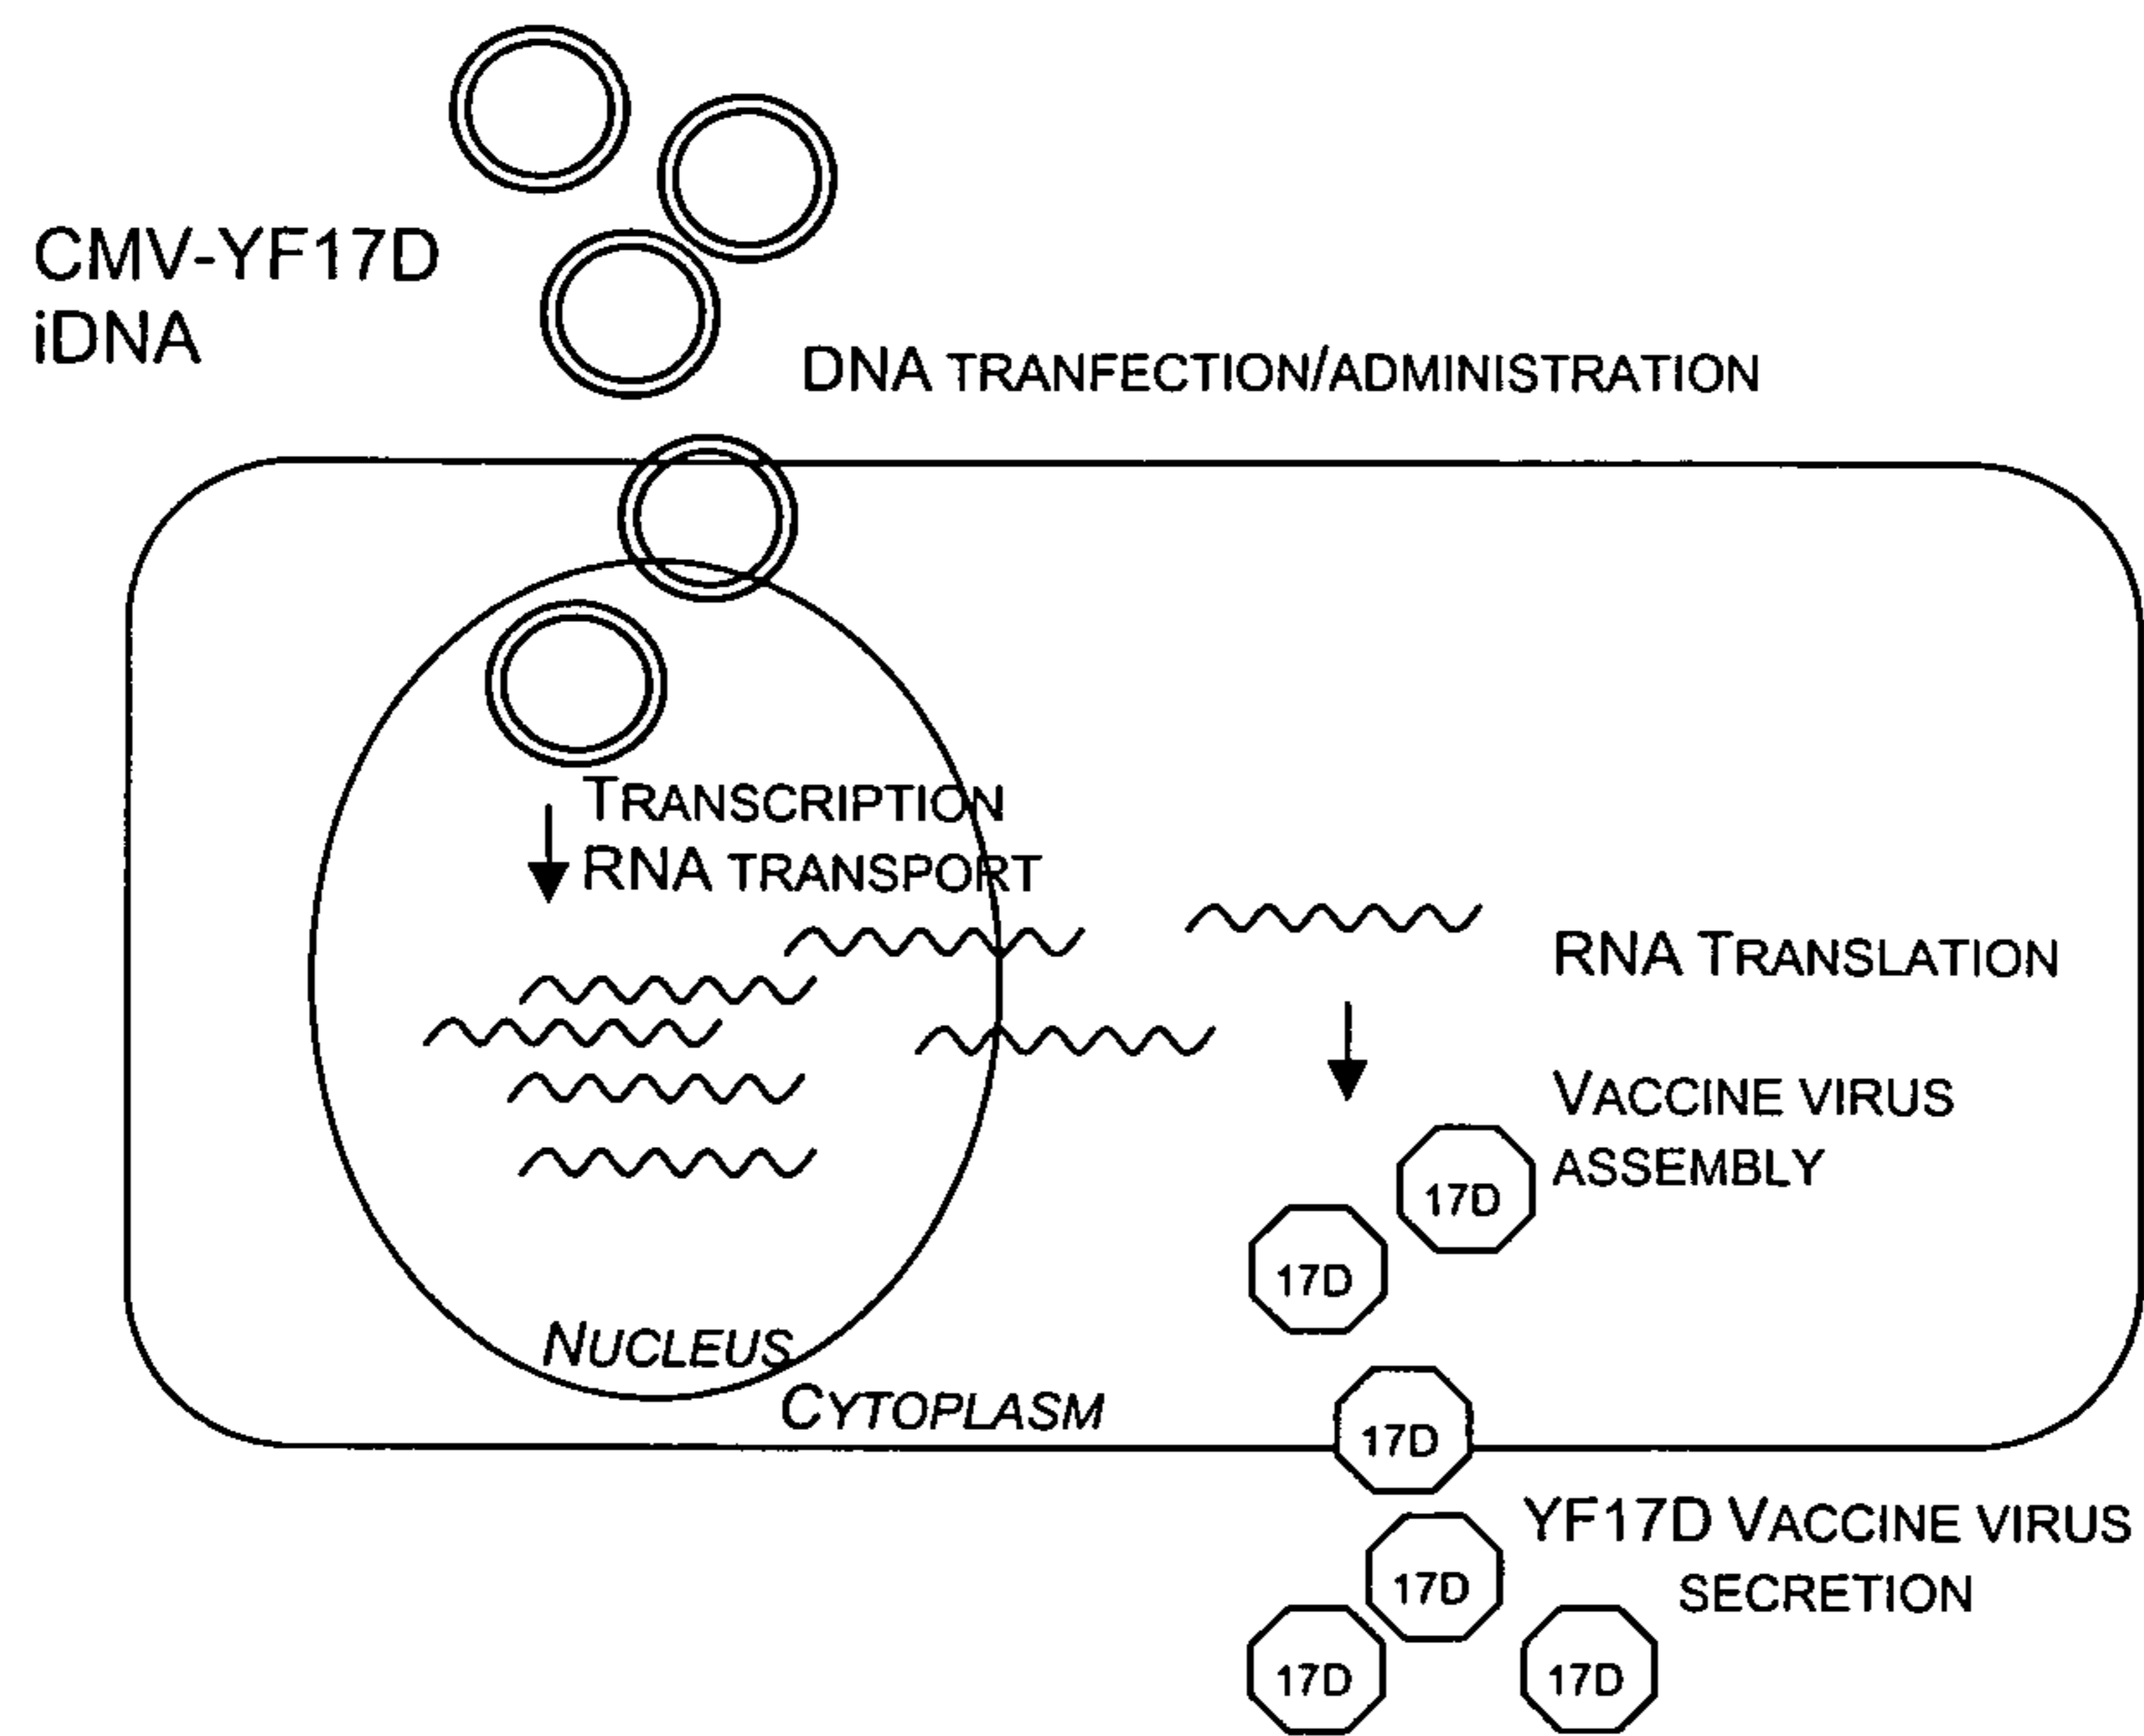 CMV-YF17D
iDNA
DNA TRANFECTION/ADMINISTRATION
TRANSCRIPTION
RNA TRANSPORT
RNA TRANSLATION
VACCINE VIRUS
ASSEMBLY
17D
17D
NUCLEUS
CYTOPLASM
17D
YF17D VACCINE VIRUS
SECRETION
17D
17D
17D